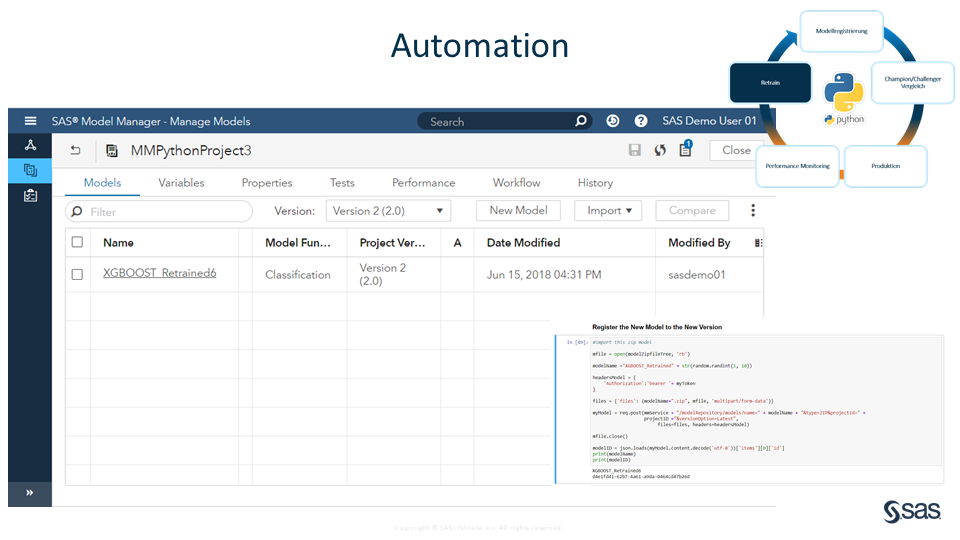 Automation
Modellregistrierung
Retrain
Champion/Challenger
Vergleich
python
Performance Monitoring
Produktion
SAS® Model Manager - Manage Models
Search
SAS Demo User 01
MMPythonProject3
1
Close
Models Variables Properties Tests Performance Workflow History
Filter
Version: Version 2 (2.0) New Model Import Compare
Name Model Fun... Project Ver... A Date Modified Modified By
XGBOOST_Retrained6 Classification Version 2 (2.0) Jun 15, 2018 04:31 PM sasdemo01
Register the New Model to the New Version
In [49]: #import this zip model
mfile = open(modelZipfileTree, 'rb')
modelName ="XGBOOST_Retrained" + str(random.randint(1, 10))
headersModel = {
'Authorization':'bearer '+ myToken
}
files = {'files': (modelName+".zip", mfile, 'multipart/form-data')}
myModel = req.post(mmService + "/modelRepository/models?name=" + modelName + "&type=ZIP&projectId=" +
projectID +"&versionOption=Latest",
files=files, headers=headersModel)
mfile.close()
modelID = json.loads(myModel.content.decode('utf-8'))['items'][0]['id']
print(modelName)
print(modelID)
XGBOOST_Retrained6
sas
Copyright © SAS Institute Inc. All rights reserved.